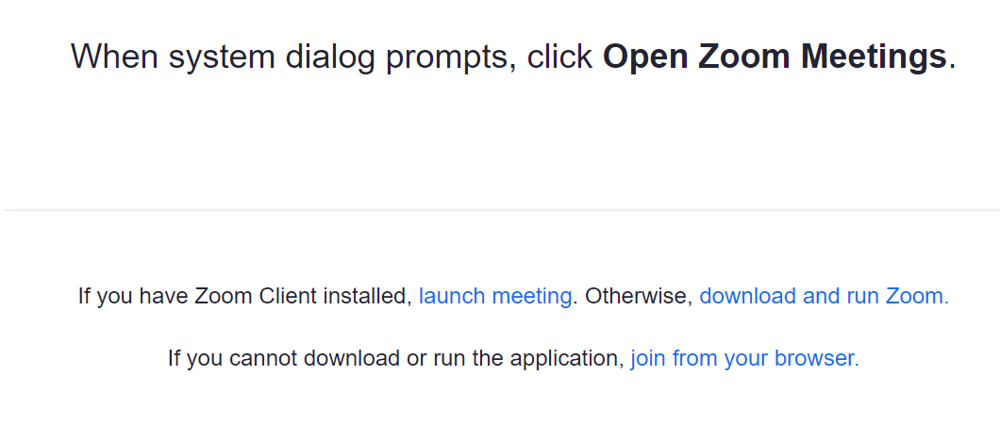 When system dialog prompts, click Open Zoom Meetings.
If you have Zoom Client installed, launch meeting. Otherwise, download and run Zoom.
If you cannot download or run the application, join from your browser.